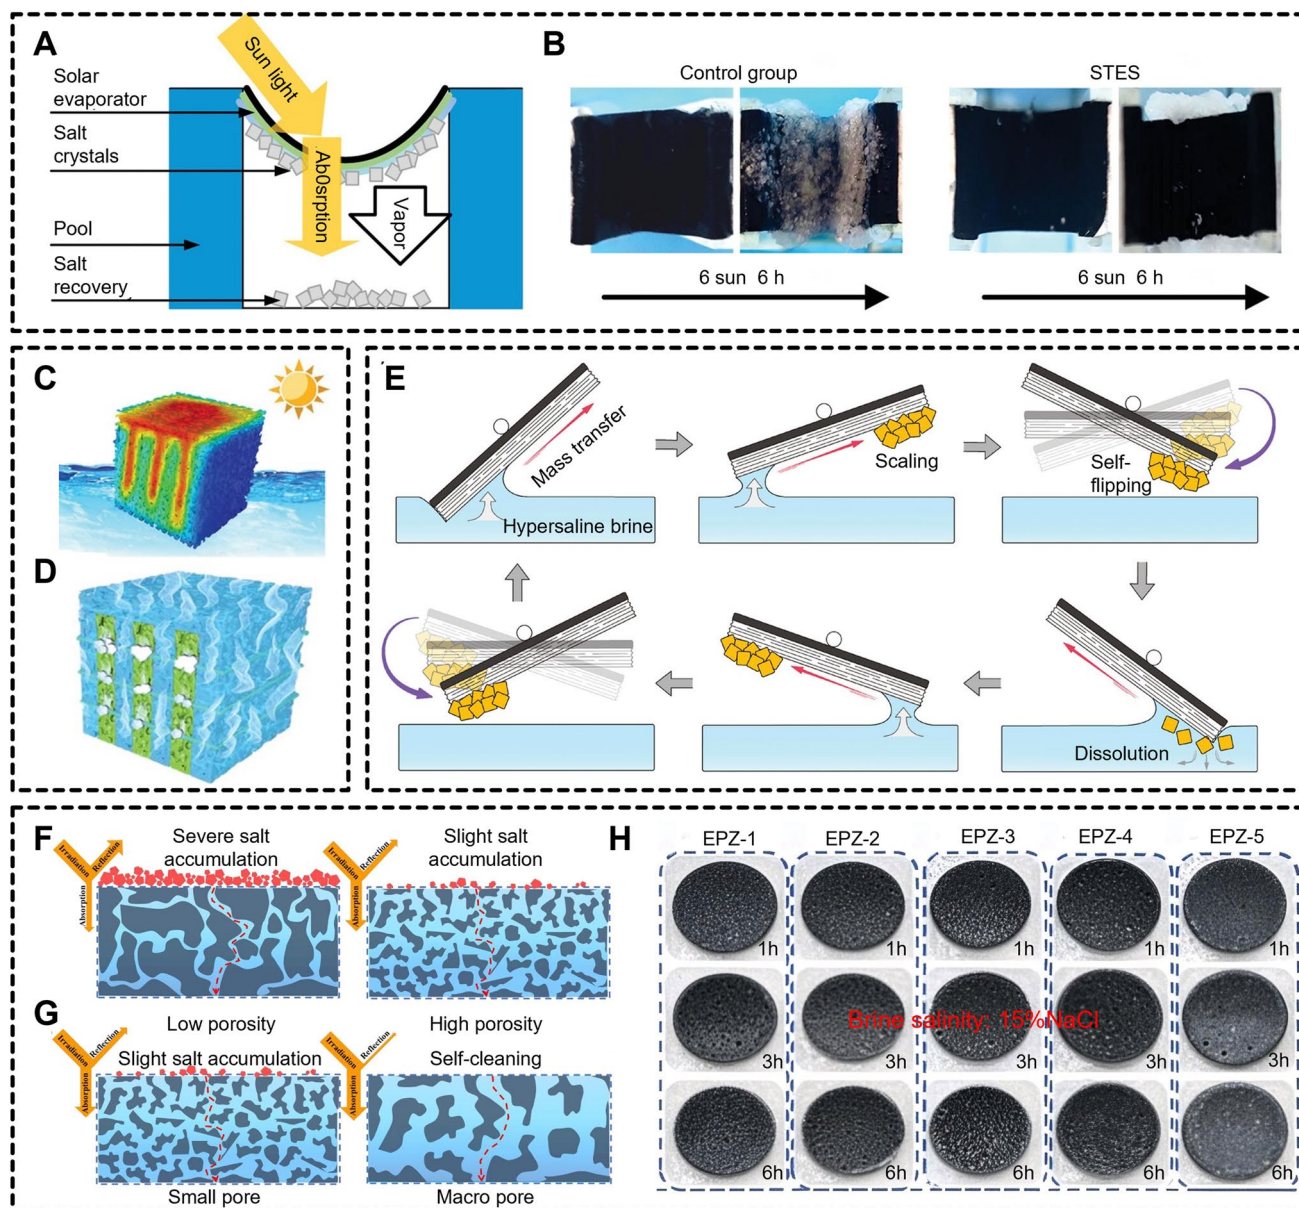 A
Sun light
Solar
evaporator
Salt
crystals
Ab0srption
Vapor
Pool
Salt
recovery
B
Control group
STES
6 sun 6 h
6 sun 6 h
C
D
E
Mass transfer
Hypersaline brine
Scaling
Self-
flipping
Dissolution
F
Irradiation
Reflection
Absorption
Severe salt
accumulation
Irradiation
Reflection
Absorption
Slight salt
accumulation
G
Low porosity
High porosity
Irradiation
Reflection
Absorption
Slight salt accumulation
Irradiation
Reflection
Absorption
Self-cleaning
Small pore
Macro pore
H
EPZ-1
EPZ-2
EPZ-3
EPZ-4
EPZ-5
1h
1h
1h
1h
1h
Brine salinity: 15%NaCl
3h
3h
3h
3h
3h
6h
6h
6h
6h
6h